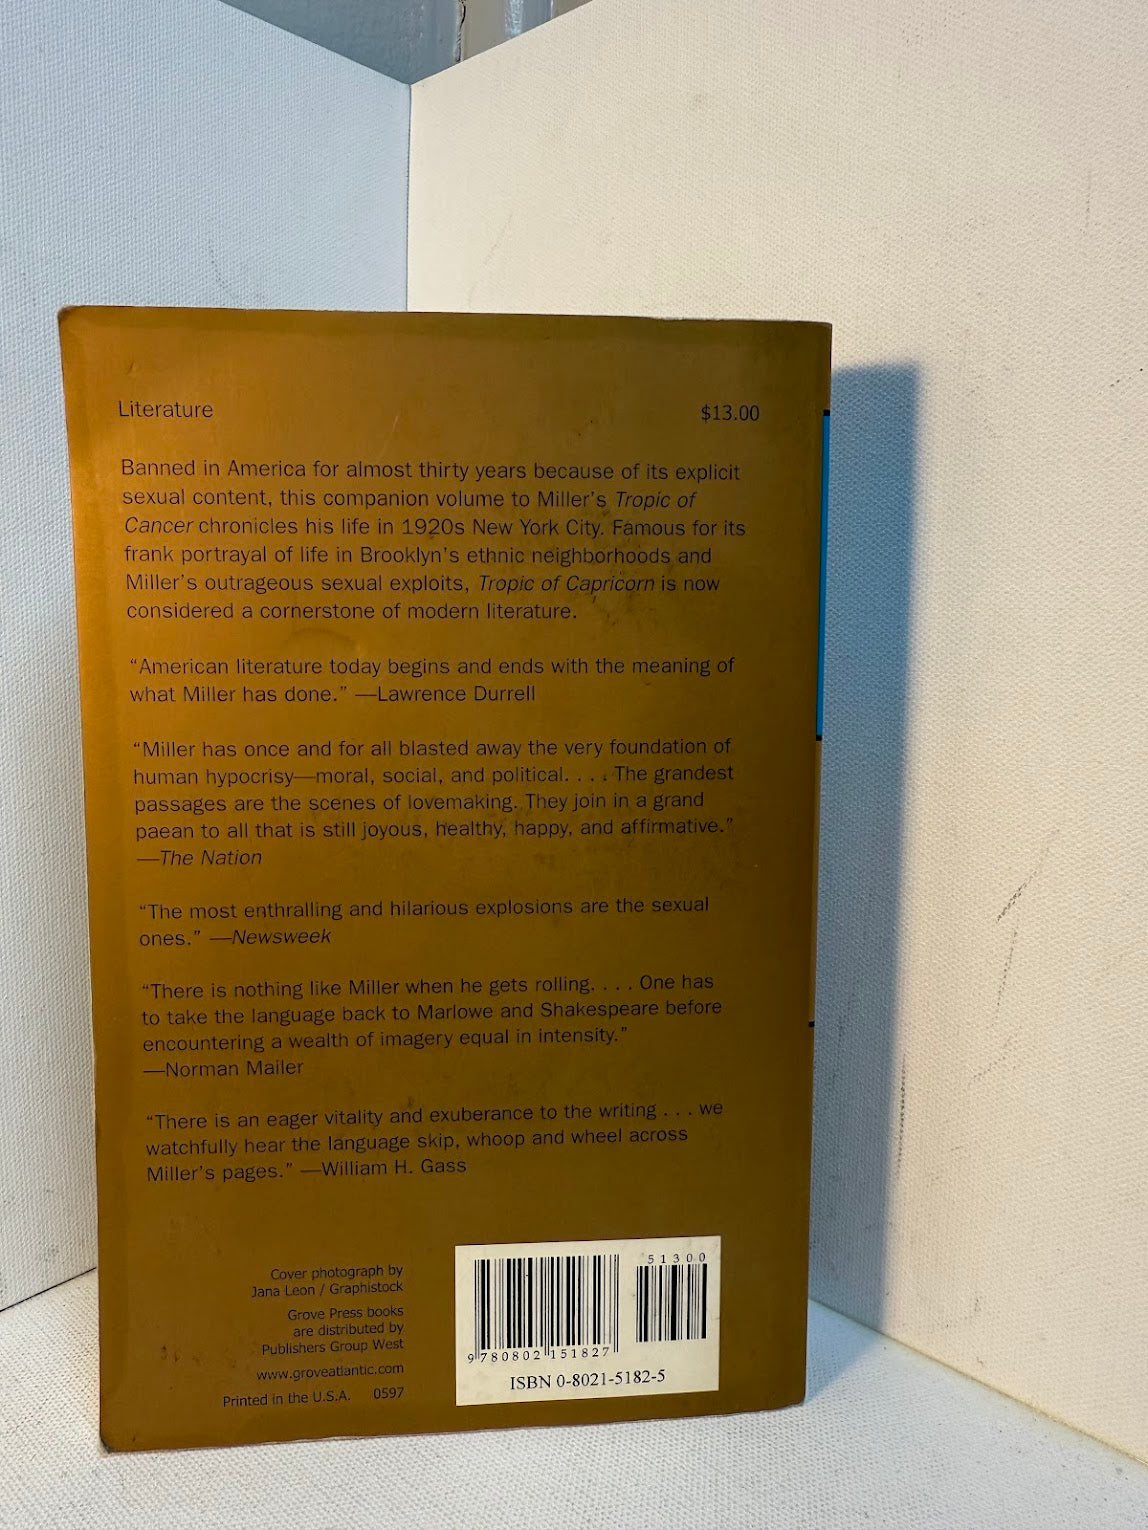 Literature
$13.00
Banned in America for almost thirty years because of its explicit
sexual content, this companion volume to Miller's Tropic of
Cancer chronicles his life in 1920s New York City. Famous for its
frank portrayal of life in Brooklyn's ethnic neighborhoods and
Miller's outrageous sexual exploits, Tropic of Capricorn is now
considered a cornerstone of modern literature.
“American literature today begins and ends with the meaning of
what Miller has done.” —Lawrence Durrell
“Miller has once and for all blasted away the very foundation of
human hypocrisy—moral, social, and political. . . . The grandest
passages are the scenes of lovemaking. They join in a grand
paean to all that is still joyous, healthy, happy, and affirmative.”
—The Nation
“The most enthralling and hilarious explosions are the sexual
ones.” —Newsweek
“There is nothing like Miller when he gets rolling. . . . One has
to take the language back to Marlowe and Shakespeare before
encountering a wealth of imagery equal in intensity.”
—Norman Mailer
“There is an eager vitality and exuberance to the writing . . . we
watchfully hear the language skip, whoop and wheel across
Miller's pages.” —William H. Gass
Cover photograph by
Jana Leon / Graphistock
Grove Press books
are distributed by
Publishers Group West
www.groveatlantic.com
Printed in the U.S.A. 0597
51300
9 780802 151827
ISBN 0-8021-5182-5